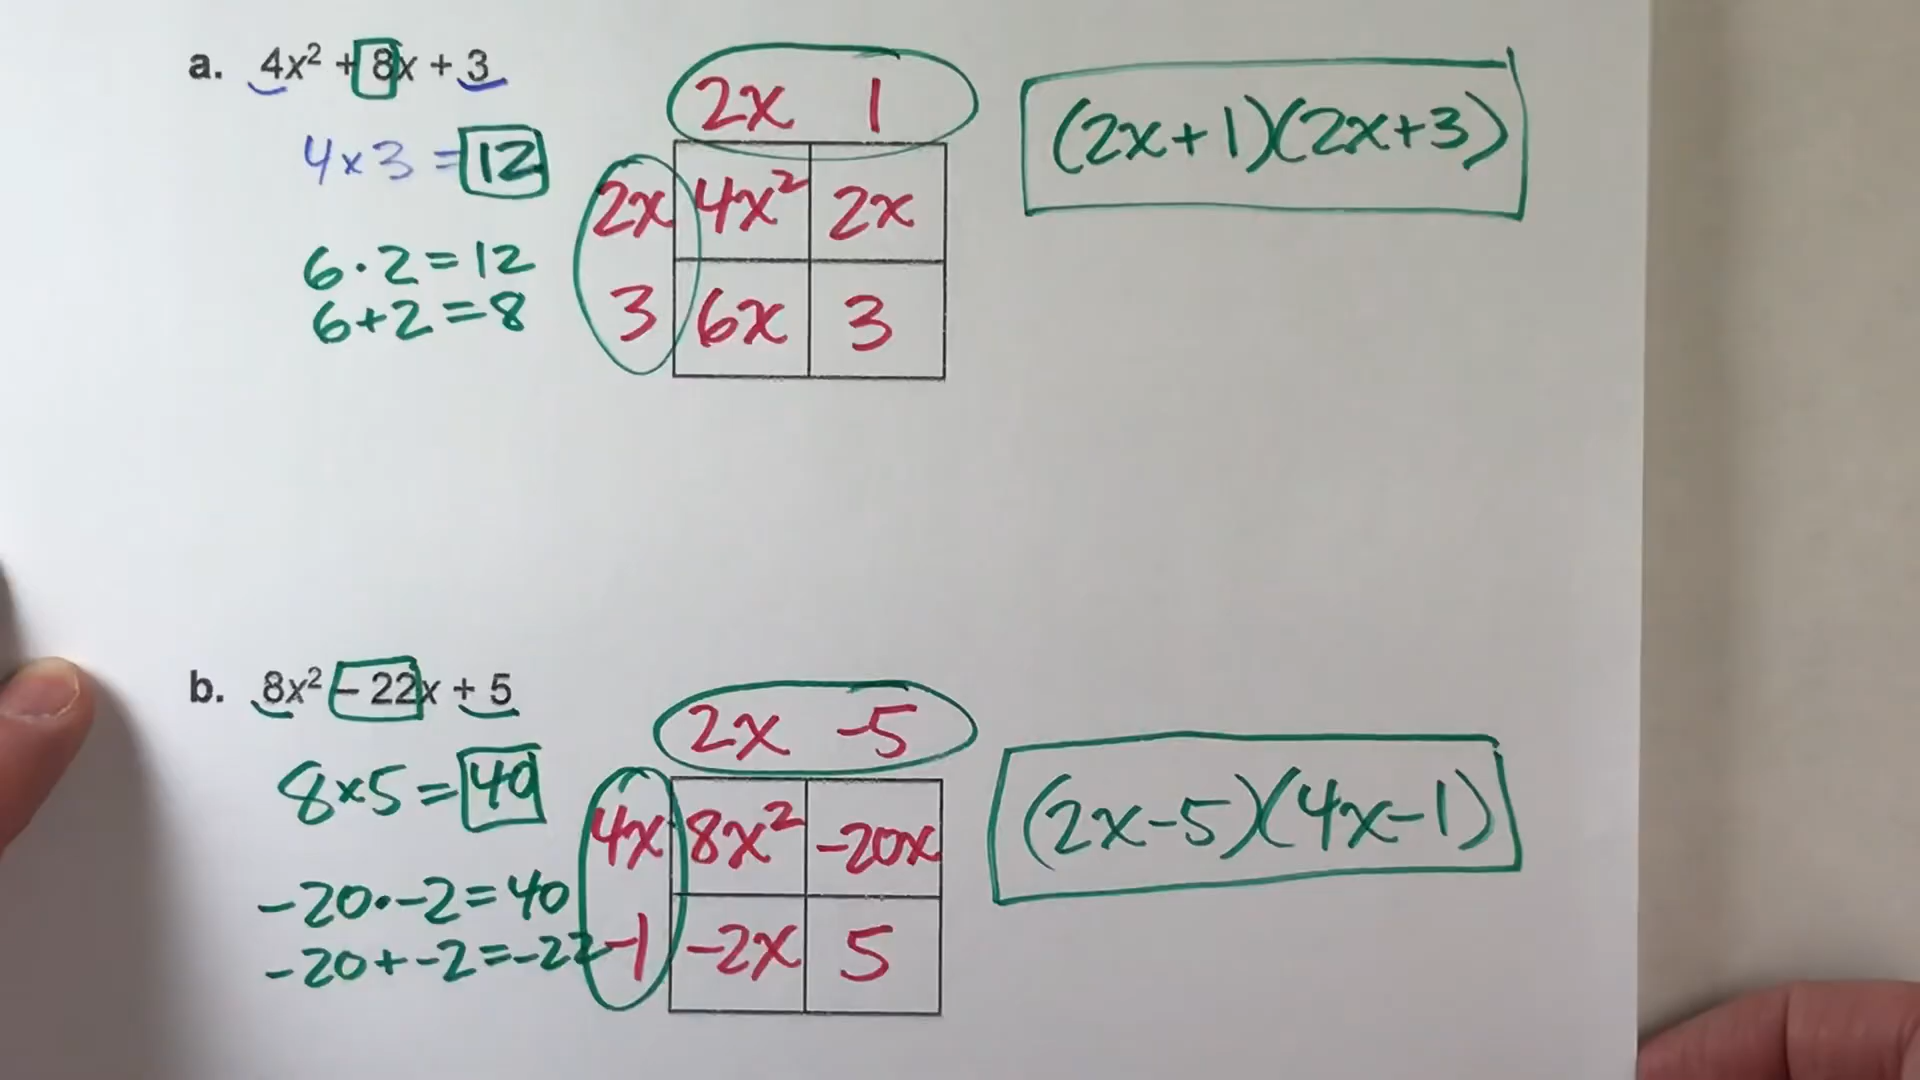 a. 4x² + 8x + 3
4 x 3 = 12
6 · 2 = 12
6 + 2 = 8
2x 1
2x 4x² 2x
3 6x 3
(2x+1)(2x+3)
b. 8x² – 22x + 5
8x5 = 40
-20·-2=40
-20+-2=-22
2x -5
4x 8x² -20x
-1 -2x 5
(2x-5)(4x-1)